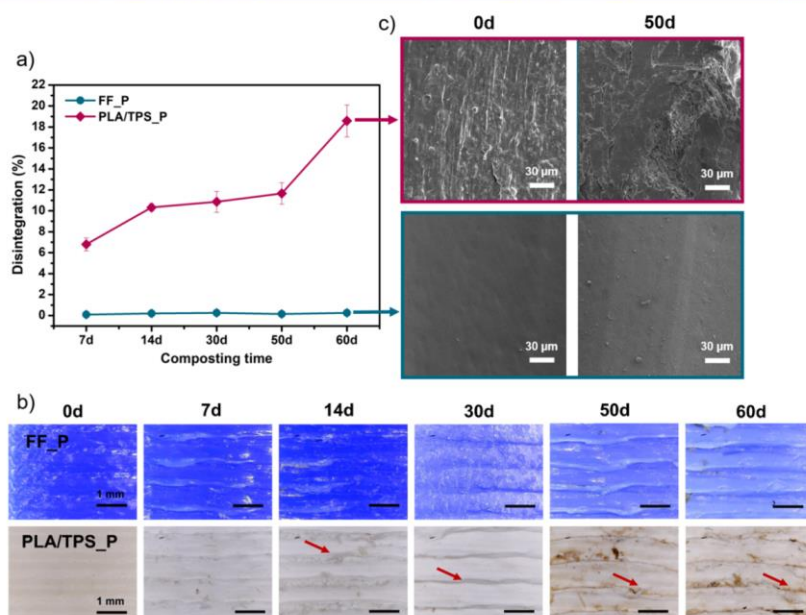 c)
0d
50d
a)
22
20
18
16
14
12
10
8
6
4
2
0
Disintegration (%)
FF_P
PLA/TPS_P
7d
14d
30d
50d
60d
Composting time
30 µm
30 µm
30 µm
30 µm
b)
0d
7d
14d
30d
50d
60d
FF_P
1 mm
PLA/TPS_P
1 mm